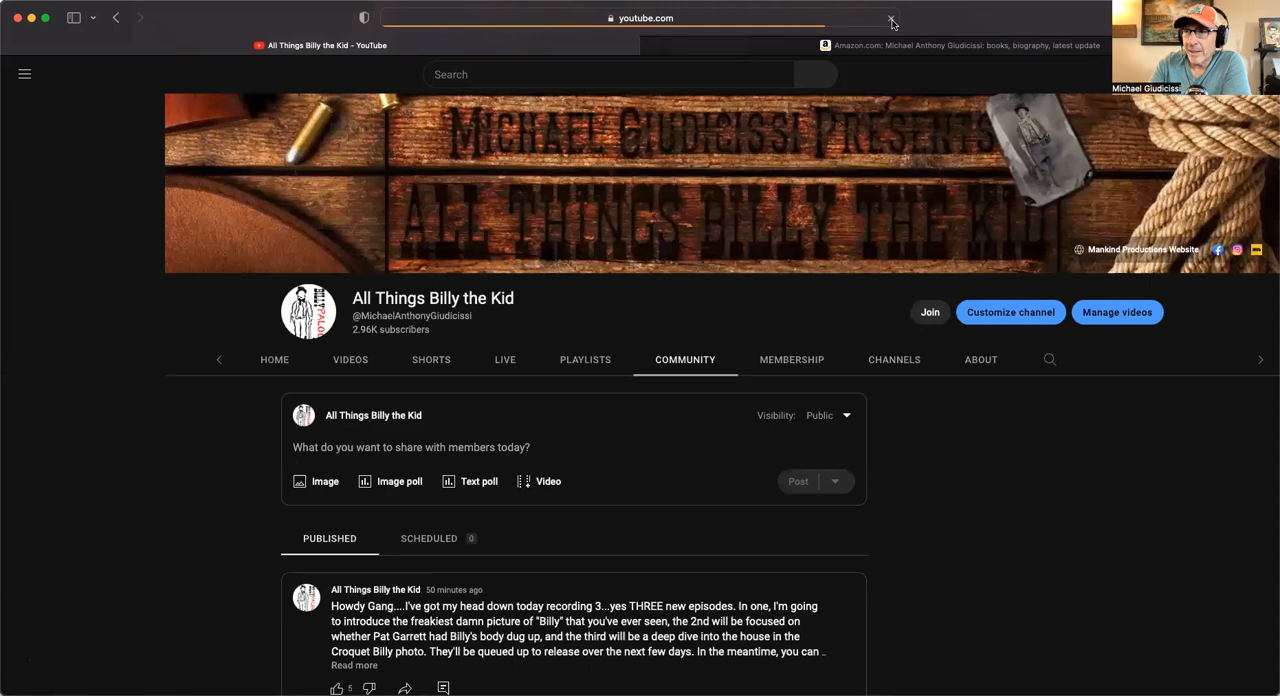 youtube.com
All Things Billy the Kid - YouTube
Amazon.com: Michael Anthony Giudicissi: books, biography, latest update
Michael Giudicissi
Search
MICHAEL GIUDICISSI PRESENTS
ALL THINGS BILLY THE KID
Mankind Productions Website
All Things Billy the Kid
@MichaelAnthonyGiudicissi
2.96K subscribers
Join
Customize channel
Manage videos
HOME
VIDEOS
SHORTS
LIVE
PLAYLISTS
COMMUNITY
MEMBERSHIP
CHANNELS
ABOUT
All Things Billy the Kid
Visibility: Public
What do you want to share with members today?
Image
Image poll
Text poll
Video
Post
PUBLISHED
SCHEDULED 0
All Things Billy the Kid 50 minutes ago
Howdy Gang....I've got my head down today recording 3...yes THREE new episodes. In one, I'm going
to introduce the freakiest damn picture of "Billy" that you've ever seen, the 2nd will be focused on
whether Pat Garrett had Billy's body dug up, and the third will be a deep dive into the house in the
Croquet Billy photo. They'll be queued up to release over the next few days. In the meantime, you can ...
Read more
5